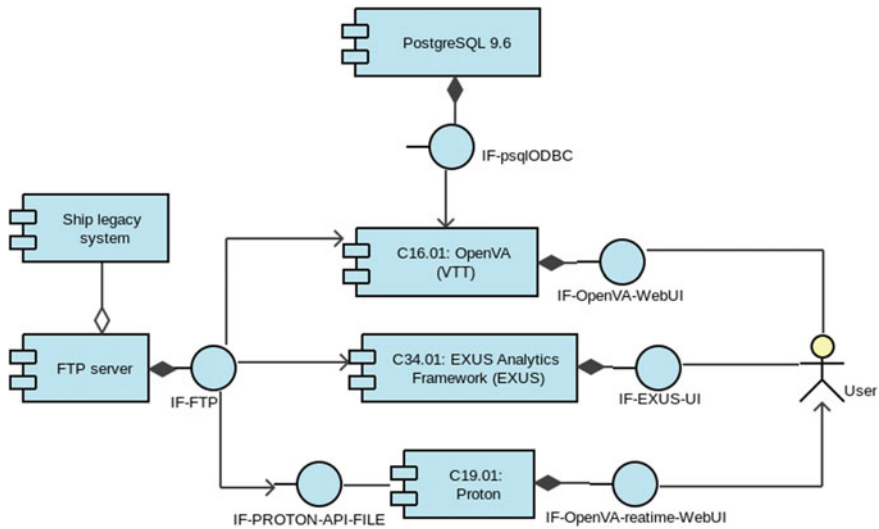 PostgreSQL 9.6
IF-psqlODBC
Ship legacy
system
C16.01: OpenVA
(VTT)
IF-OpenVA-WebUI
FTP server
IF-FTP
C34.01: EXUS Analytics
Framework (EXUS)
IF-EXUS-UI
User
C19.01:
Proton
IF-PROTON-API-FILE
IF-OpenVA-reatime-WebUI